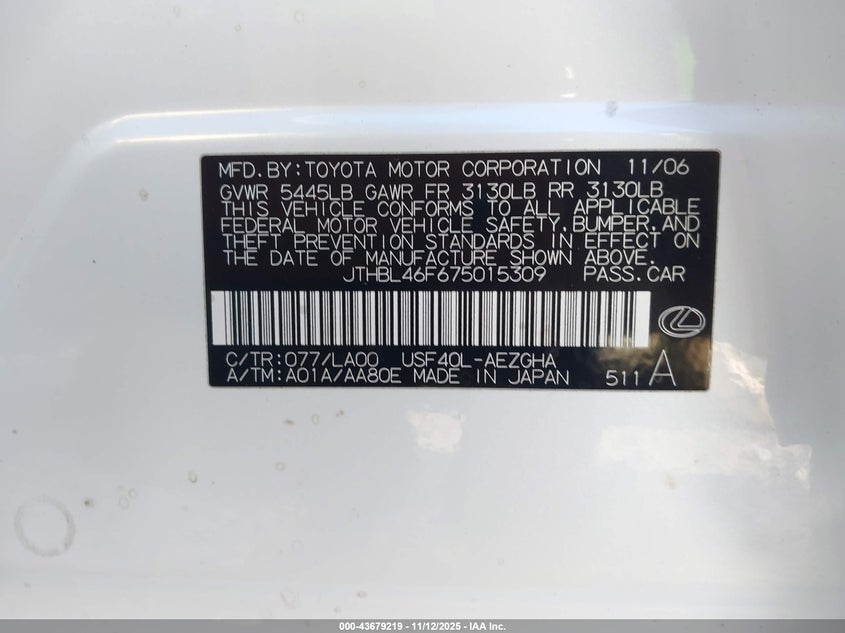 MFD.BY:TOYOTA MOTOR CORPORATION 11/06
GVWR 5445LB GAWR FR 3130LB RR 3130LB
THIS VEHICLE CONFORMS TO ALL APPLICABLE
FEDERAL MOTOR VEHICLE SAFETY,BUMPER,AND
THEFT PREVENTION STANDARDS IN EFFECT ON
THE DATE OF MANUFACTURE SHOWN ABOVE.
JTHBL46F675015309 PASS.CAR
C/TR:077/LA00 USF40L-AEZGHA
A/TM:A01A/AA80E MADE IN JAPAN 511 A
000-43679219 - 11/12/2025 - IAA Inc.